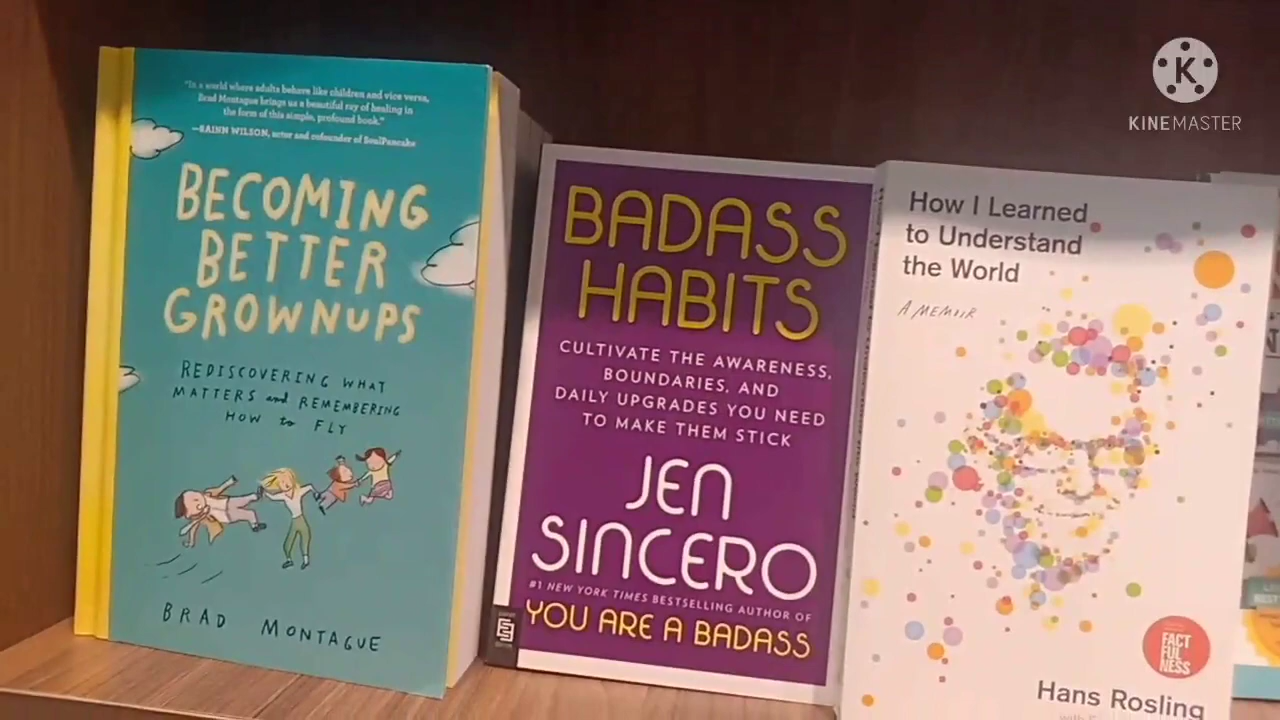 "In a world where adults behave like children and vice versa,
Brad Montague brings us a beautiful ray of healing in
the form of this simple, profound book."
—RAINN WILSON, actor and cofounder of SoulPancake
BECOMING
BETTER
GROWNUPS
REDISCOVERING WHAT
MATTERS and REMEMBERING
HOW to FLY
BRAD MONTAGUE
BADASS
HABITS
CULTIVATE THE AWARENESS,
BOUNDARIES, AND
DAILY UPGRADES YOU NEED
TO MAKE THEM STICK
JEN
SINCERO
#1 NEW YORK TIMES BESTSELLING AUTHOR OF
YOU ARE A BADASS
How I Learned
to Understand
the World
A MEMOIR
FACT
FUL
NESS
Hans Rosling
K
KINEMASTER